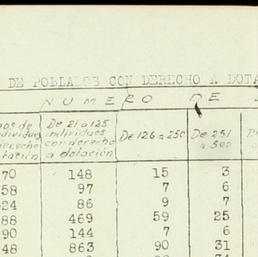 DE POBLADOS CON DERECHO A DOTA
NUMERO DE
De 21 a 125 individuos con derecho a dotación
De 126 a 250
De 251 a 500
70 148 15 3
58 97 7 6
624 86 9 7
88 469 59 25
90 144 7 6
48 863 90 31